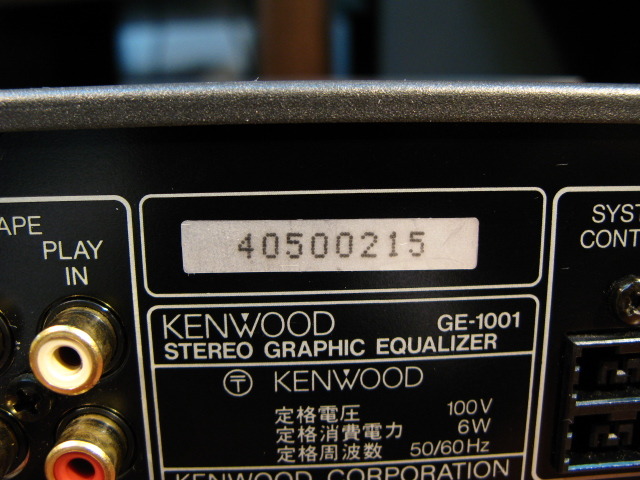 APE
PLAY
IN
40500215
SYST
CONT
KENWOOD GE-1001
STEREO GRAPHIC EQUALIZER
〒 KENWOOD
定格電圧 100V
定格消費電力 6W
定格周波数 50/60Hz
KENWOOD CORPORATION